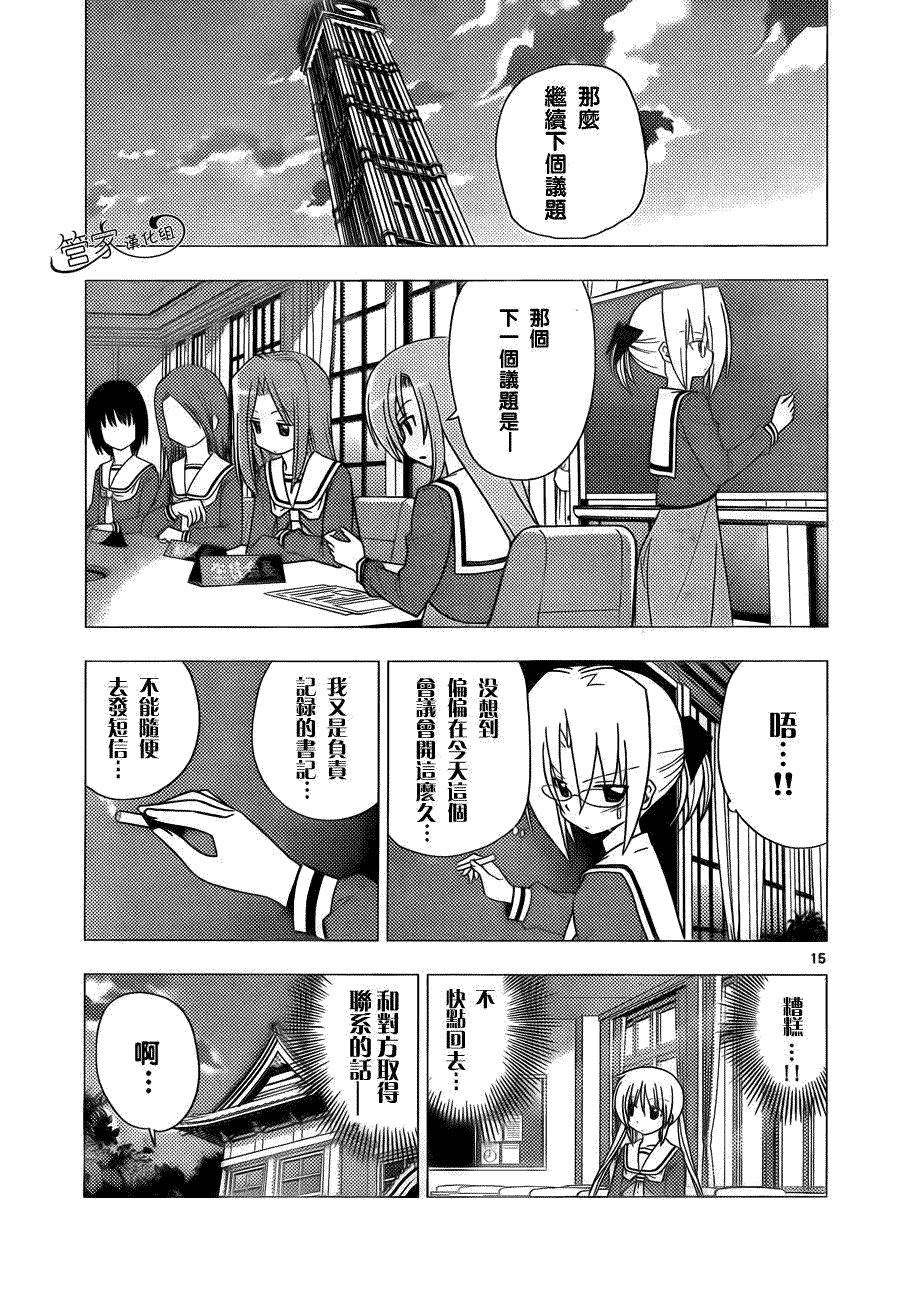 那麼
繼續下個議題
管家漢化組
那個
下一個議題是—
唔…!!
没想到
偏偏在今天這個
會議會開這麼久…
我又是負責
記録的書記…
不能隨便
去發短信…
15
糟糕…!!
不
快點回去…
和對方取得
聯系的話—
啊…